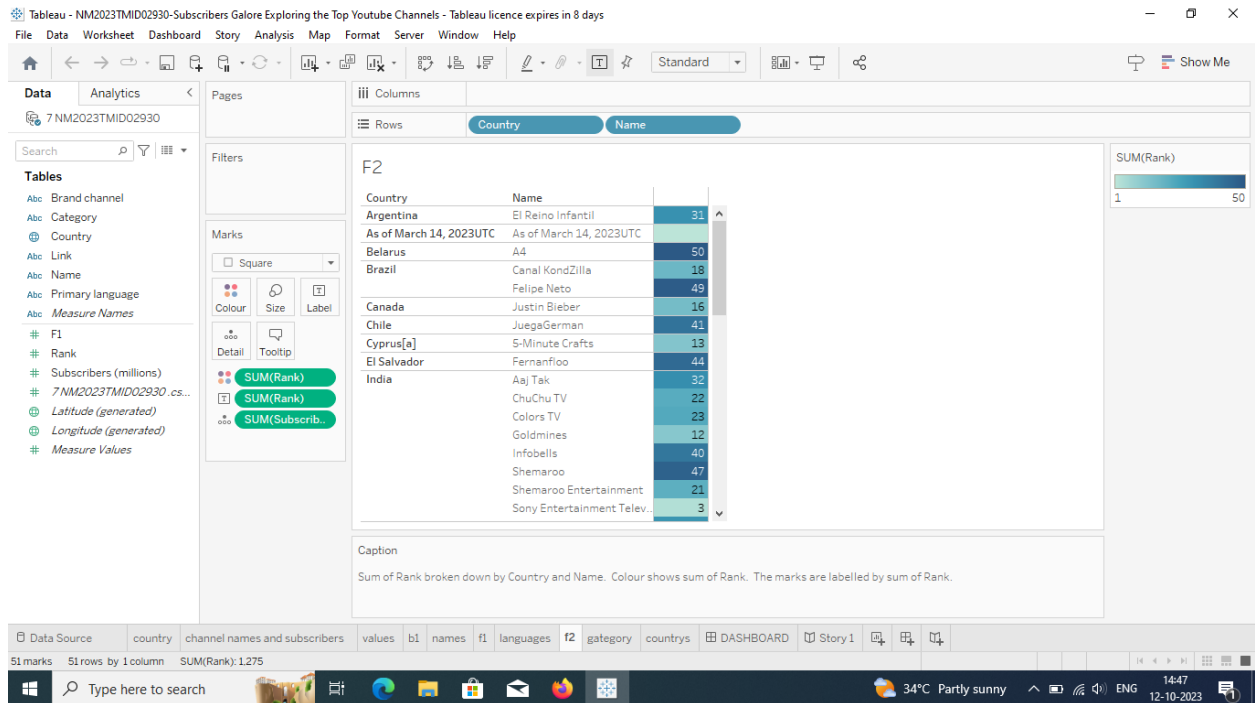 Tableau - NM2023TMID02930-Subscribers Galore Exploring the Top Youtube Channels - Tableau licence expires in 8 days
File Data Worksheet Dashboard Story Analysis Map Format Server Window Help
Standard
Show Me
Data Analytics
7 NM2023TMID02930
Search
Tables
Abc Brand channel
Abc Category
Country
Abc Link
Abc Name
Abc Primary language
Abc Measure Names
# F1
# Rank
# Subscribers (millions)
# 7 NM2023TMID02930 .cs...
Latitude (generated)
Longitude (generated)
# Measure Values
Pages
Filters
Marks
Square
Colour Size Label
Detail Tooltip
SUM(Rank)
SUM(Rank)
SUM(Subscrib..
Columns
Rows Country Name
F2
Country Name
Argentina El Reino Infantil 31
As of March 14, 2023UTC As of March 14, 2023UTC
Belarus A4 50
Brazil Canal KondZilla 18
Felipe Neto 49
Canada Justin Bieber 16
Chile JuegaGerman 41
Cyprus[a] 5-Minute Crafts 13
El Salvador Fernanfloo 44
India Aaj Tak 32
ChuChu TV 22
Colors TV 23
Goldmines 12
Infobells 40
Shemaroo 47
Shemaroo Entertainment 21
Sony Entertainment Telev.. 3
SUM(Rank)
1 50
Caption
Sum of Rank broken down by Country and Name. Colour shows sum of Rank. The marks are labelled by sum of Rank.
Data Source country channel names and subscribers values b1 names f1 languages f2 gategory countrys DASHBOARD Story 1
51 marks 51 rows by 1 column SUM(Rank): 1,275
Type here to search
34°C Partly sunny ENG 14:47
12-10-2023
1